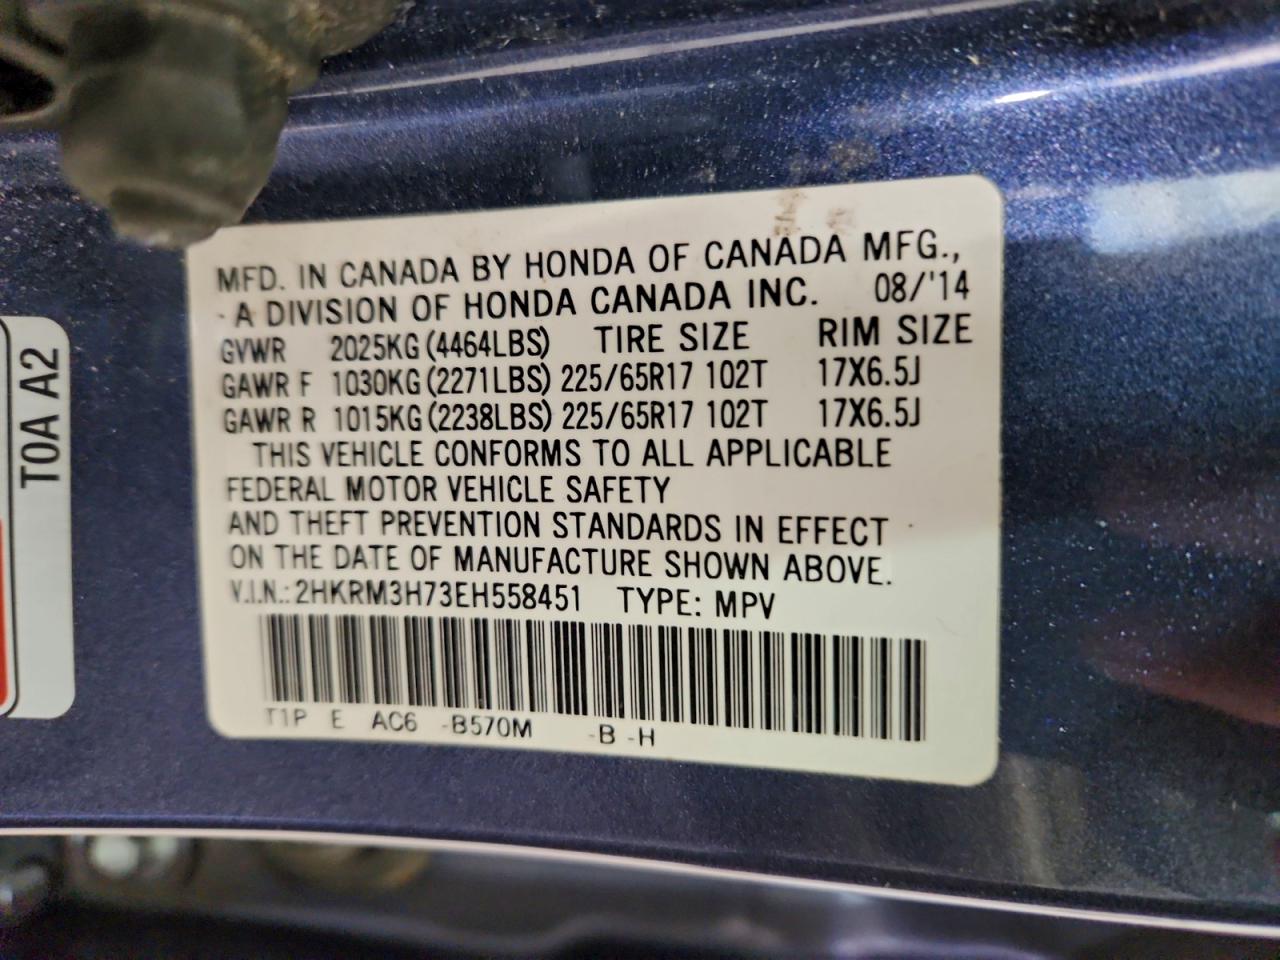 MFD. IN CANADA BY HONDA OF CANADA MFG.,
A DIVISION OF HONDA CANADA INC. 08/'14
GVWR 2025KG (4464LBS) TIRE SIZE RIM SIZE
GAWR F 1030KG (2271LBS) 225/65R17 102T 17X6.5J
GAWR R 1015KG (2238LBS) 225/65R17 102T 17X6.5J
THIS VEHICLE CONFORMS TO ALL APPLICABLE
FEDERAL MOTOR VEHICLE SAFETY
AND THEFT PREVENTION STANDARDS IN EFFECT
ON THE DATE OF MANUFACTURE SHOWN ABOVE.
V.I.N.: 2HKRM3H73EH558451 TYPE: MPV
T1P E AC6 -B570M -B -H
T0A A2